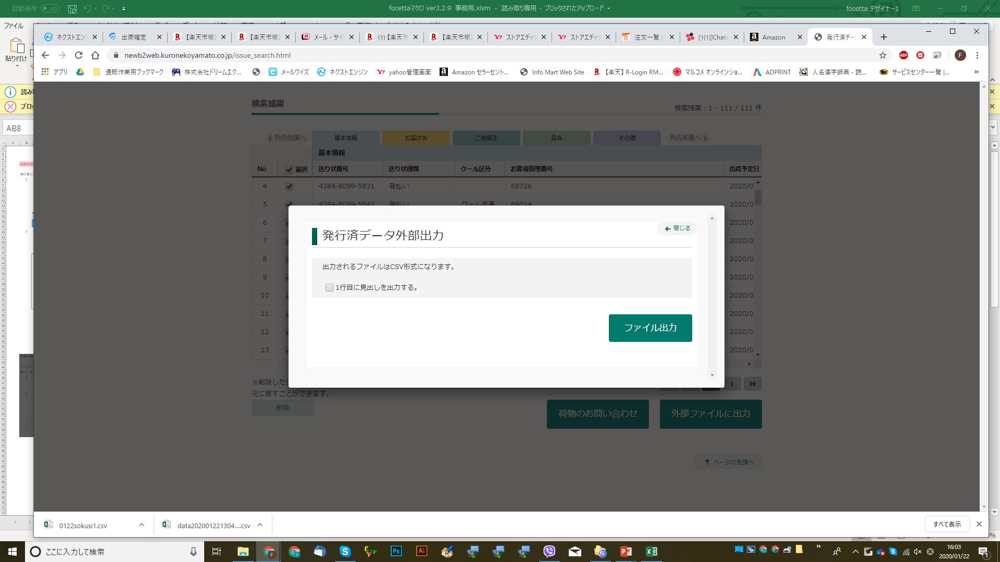 自動保存 オフ
focettaマクロ ver3.2.9 事務用.xlsm - 読み取り専用 - ブロックされたアップロード
focetta デザイナー1
ファイル
貼り付け
ネクストエン
出荷確定
【楽天市場】
【楽天市場】
メール - サイ
(1)【楽天市
【楽天市場】
ストアエディタ
ストアエディタ
注文一覧 |
[1(1)]Chatw
Amazon
発行済デー
newb2web.kuronekoyamato.co.jp/issue_search.html
ABP
F
アプリ
通販作業用ブックマーク
株式会社ドリームエク...
メールワイズ
ネクストエンジン
yahoo管理画面
Amazon セラーセント...
Info Mart Web Site
【楽天】R-Login RM...
マルコメ オンラインショ...
ADPRINT
人名漢字辞典 - 読...
サービスセンター一覧 |...
»
AB8
検索結果
検索結果：1 - 111 / 111 件
列の先頭へ
基本情報
お届け先
ご依頼主
品名
その他
列の末尾へ
基本情報
No 選択 送り状番号 送り状種類 クール区分 お客様管理番号 出荷予定日
4 4384-8099-5831 発払い 68726 2020/0
5 4384-8099-5842 発払い クール冷凍 69014 2020/0
6 2020/0
7 2020/0
8 2020/0
9 2020/0
10 2020/0
11 2020/0
12 2020/0
13 2020/0
発行済データ外部出力
閉じる
出力されるファイルはCSV形式になります。
1行目に見出しを出力する。
ファイル出力
※削除した
元に戻すことができます。
削除
荷物のお問い合わせ
外部ファイルに出力
ページの先頭へ
0122sokusi1.csv
data202001221304....csv
すべて表示
ここに入力して検索
16:03
2020/01/22